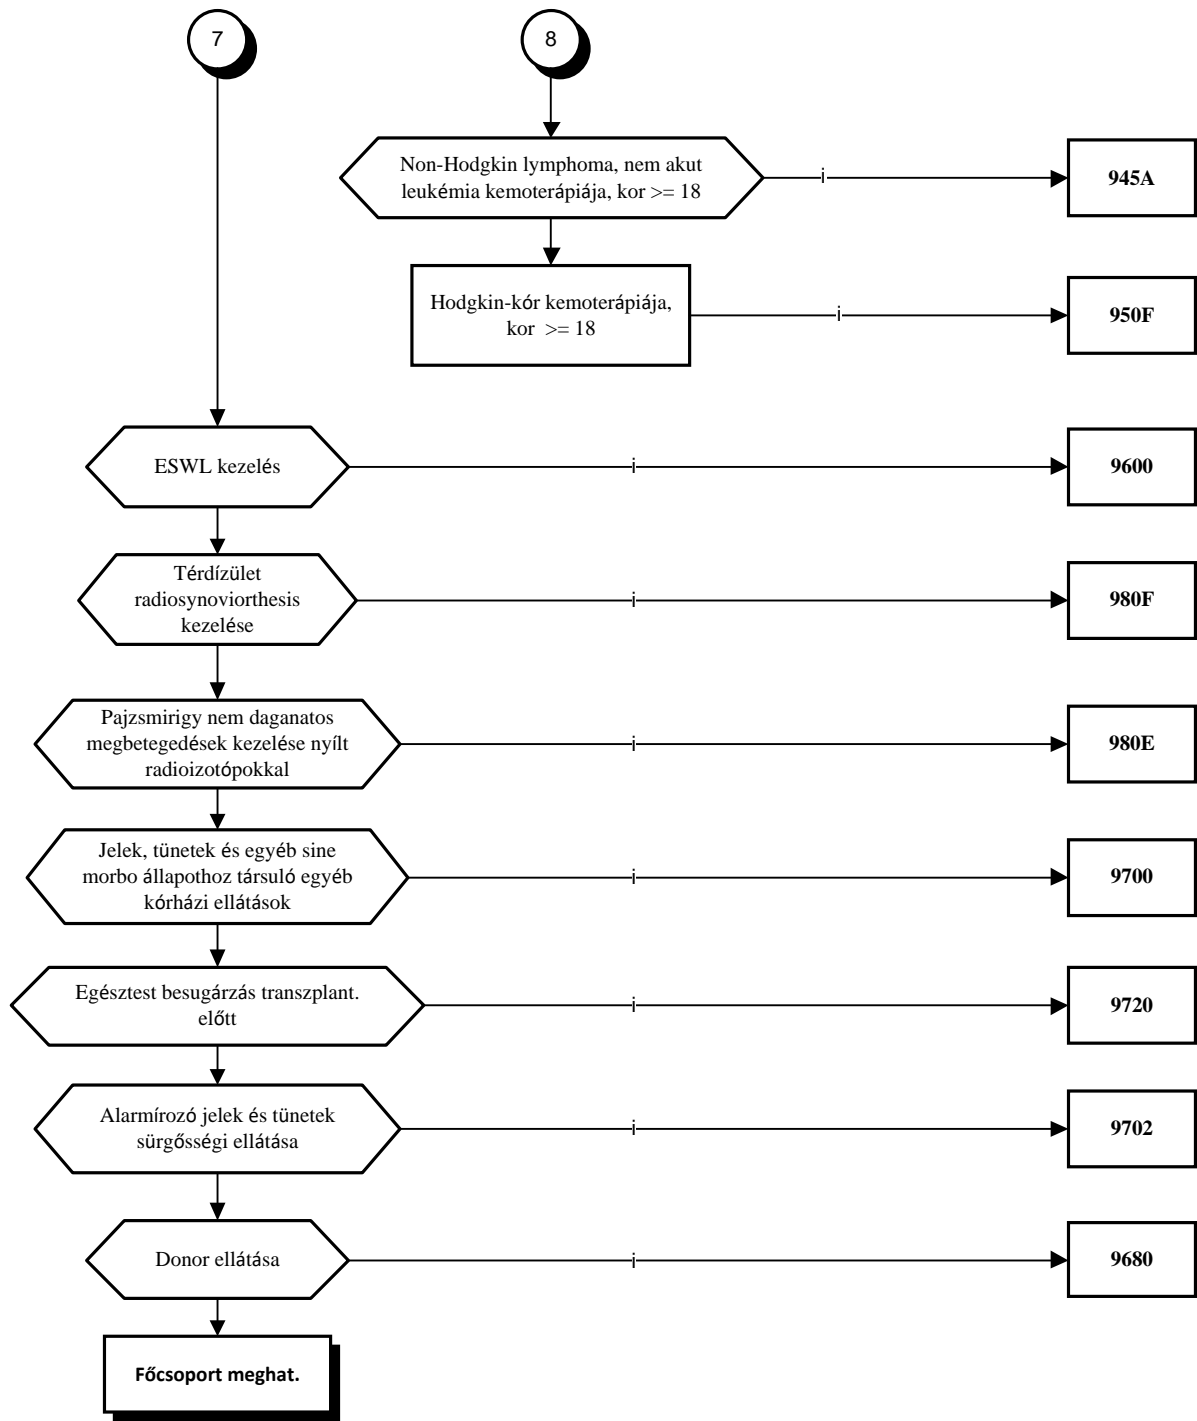 7
8
Non-Hodgkin lymphoma, nem akut
leukémia kemoterápiája, kor >= 18
i
945A
Hodgkin-kór kemoterápiája,
kor >= 18
i
950F
ESWL kezelés
i
9600
Térdízület
radiosynoviorthesis
kezelése
i
980F
Pajzsmirigy nem daganatos
megbetegedések kezelése nyílt
radioizotópokkal
i
980E
Jelek, tünetek és egyéb sine
morbo állapothoz társuló egyéb
kórházi ellátások
i
9700
Egésztest besugárzás transzplant.
előtt
i
9720
Alarmírozó jelek és tünetek
sürgősségi ellátása
i
9702
Donor ellátása
i
9680
Főcsoport meghat.